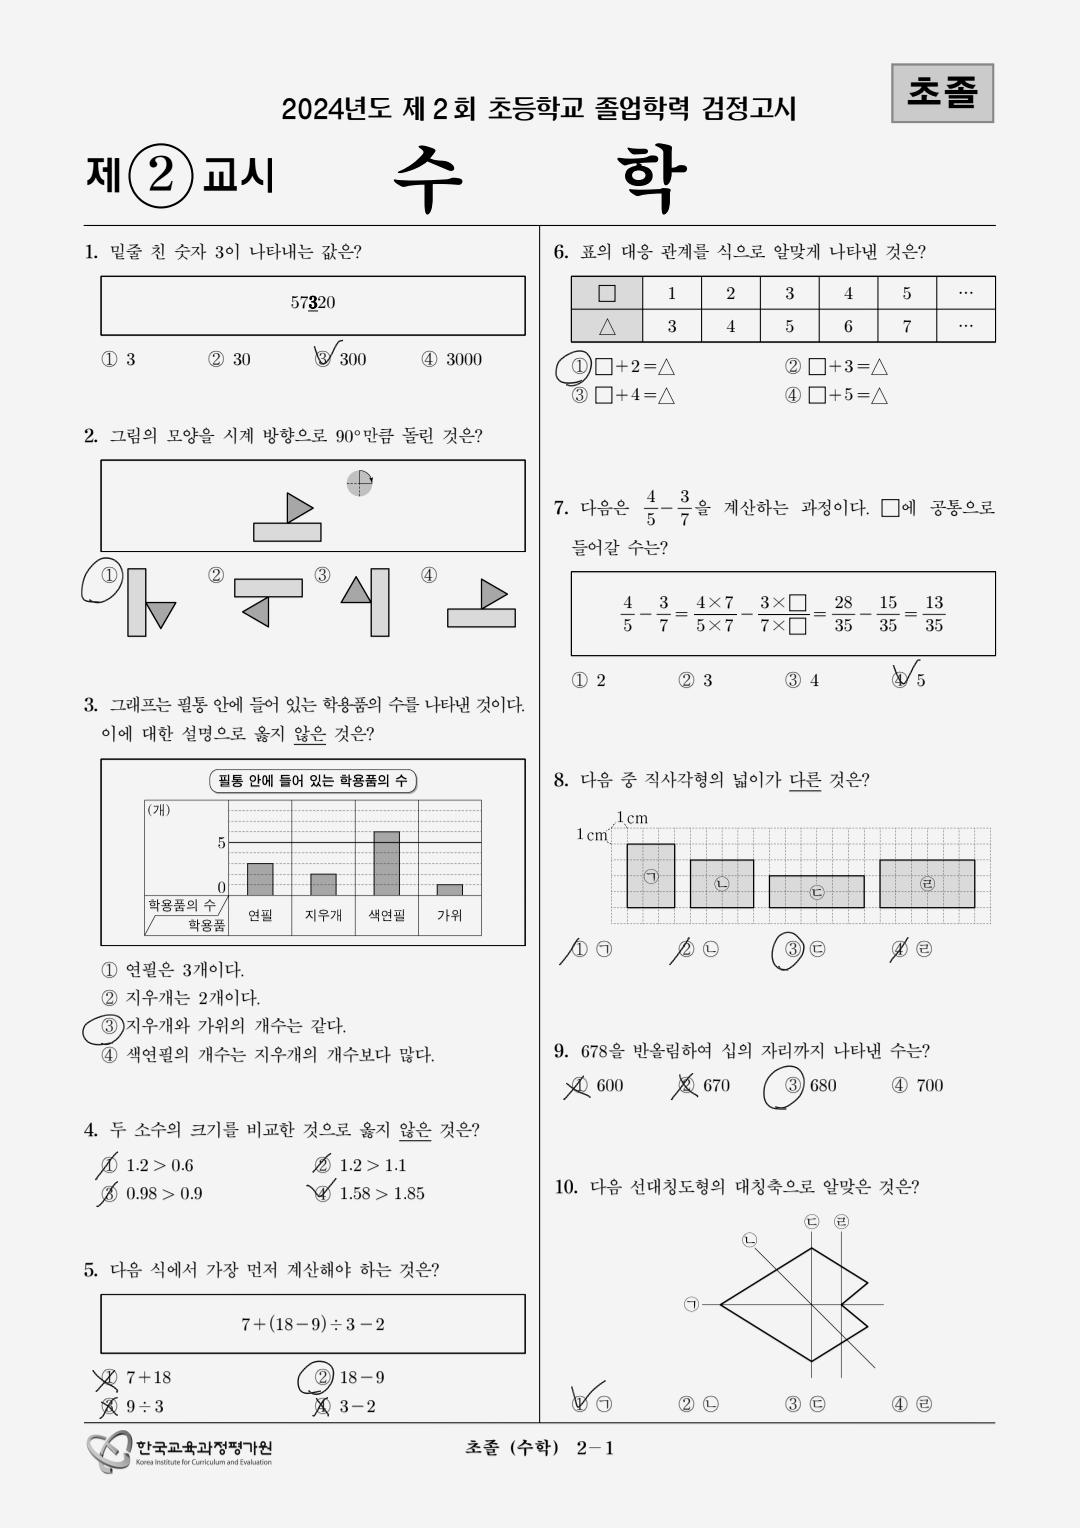 초졸
2024년도 제 2 회 초등학교 졸업학력 검정고시
제 ② 교시 수 학
1. 밑줄 친 숫자 3이 나타내는 값은?
57320
① 3 ② 30 ③ 300 ④ 3000
2. 그림의 모양을 시계 방향으로 90°만큼 돌린 것은?
① ② ③ ④
3. 그래프는 필통 안에 들어 있는 학용품의 수를 나타낸 것이다.
이에 대한 설명으로 옳지 않은 것은?
필통 안에 들어 있는 학용품의 수
(개)
5
0
학용품의 수
학용품
연필 지우개 색연필 가위
① 연필은 3개이다.
② 지우개는 2개이다.
③ 지우개와 가위의 개수는 같다.
④ 색연필의 개수는 지우개의 개수보다 많다.
4. 두 소수의 크기를 비교한 것으로 옳지 않은 것은?
① 1.2 > 0.6 ② 1.2 > 1.1
③ 0.98 > 0.9 ④ 1.58 > 1.85
5. 다음 식에서 가장 먼저 계산해야 하는 것은?
7+(18-9)÷3-2
① 7+18 ② 18-9
③ 9÷3 ④ 3-2
6. 표의 대응 관계를 식으로 알맞게 나타낸 것은?
□ 1 2 3 4 5 …
△ 3 4 5 6 7 …
① □+2=△ ② □+3=△
③ □+4=△ ④ □+5=△
7. 다음은 4/5 - 3/7 을 계산하는 과정이다. □에 공통으로
들어갈 수는?
4/5 - 3/7 = 4×7/5×7 - 3×□/7×□ = 28/35 - 15/35 = 13/35
① 2 ② 3 ③ 4 ④ 5
8. 다음 중 직사각형의 넓이가 다른 것은?
1cm
1cm
㉠ ㉡ ㉢ ㉣
① ㉠ ② ㉡ ③ ㉢ ④ ㉣
9. 678을 반올림하여 십의 자리까지 나타낸 수는?
① 600 ② 670 ③ 680 ④ 700
10. 다음 선대칭도형의 대칭축으로 알맞은 것은?
㉢ ㉣
㉡
㉠
① ㉠ ② ㉡ ③ ㉢ ④ ㉣
한국교육과정평가원
Korea Institute for Curriculum and Evaluation
초졸 (수학) 2-1